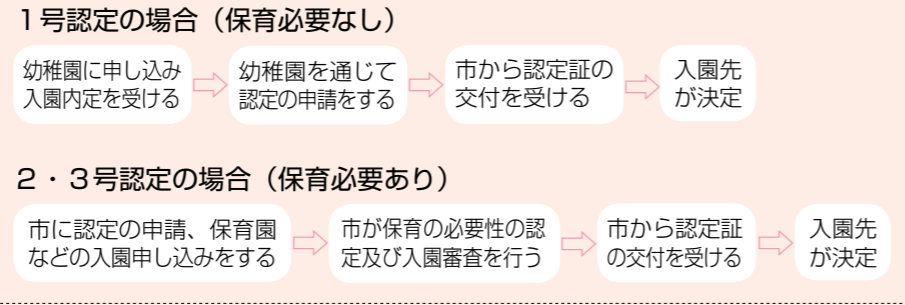 １号認定の場合（保育必要なし）
幼稚園に申し込み
入園内定を受ける
幼稚園を通じて
認定の申請をする
市から認定証の
交付を受ける
入園先
が決定
２・３号認定の場合（保育必要あり）
市に認定の申請、保育園
などの入園申し込みをする
市が保育の必要性の認
定及び入園審査を行う
市から認定証
の交付を受ける
入園先
が決定